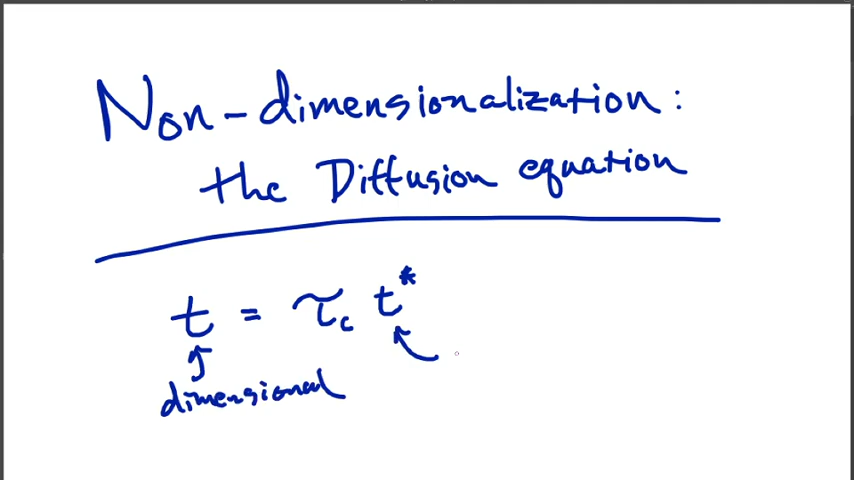 Non-dimensionalization:
the Diffusion equation
t = τc t*
dimensional